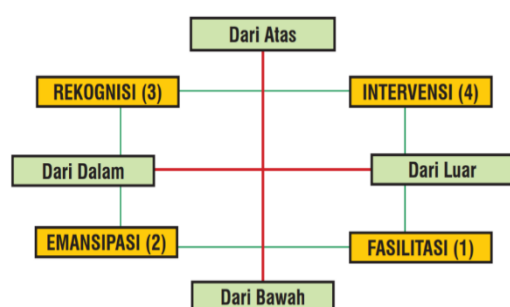 Dari Atas
REKOGNISI (3)
INTERVENSI (4)
Dari Dalam
Dari Luar
EMANSIPASI (2)
FASILITASI (1)
Dari Bawah